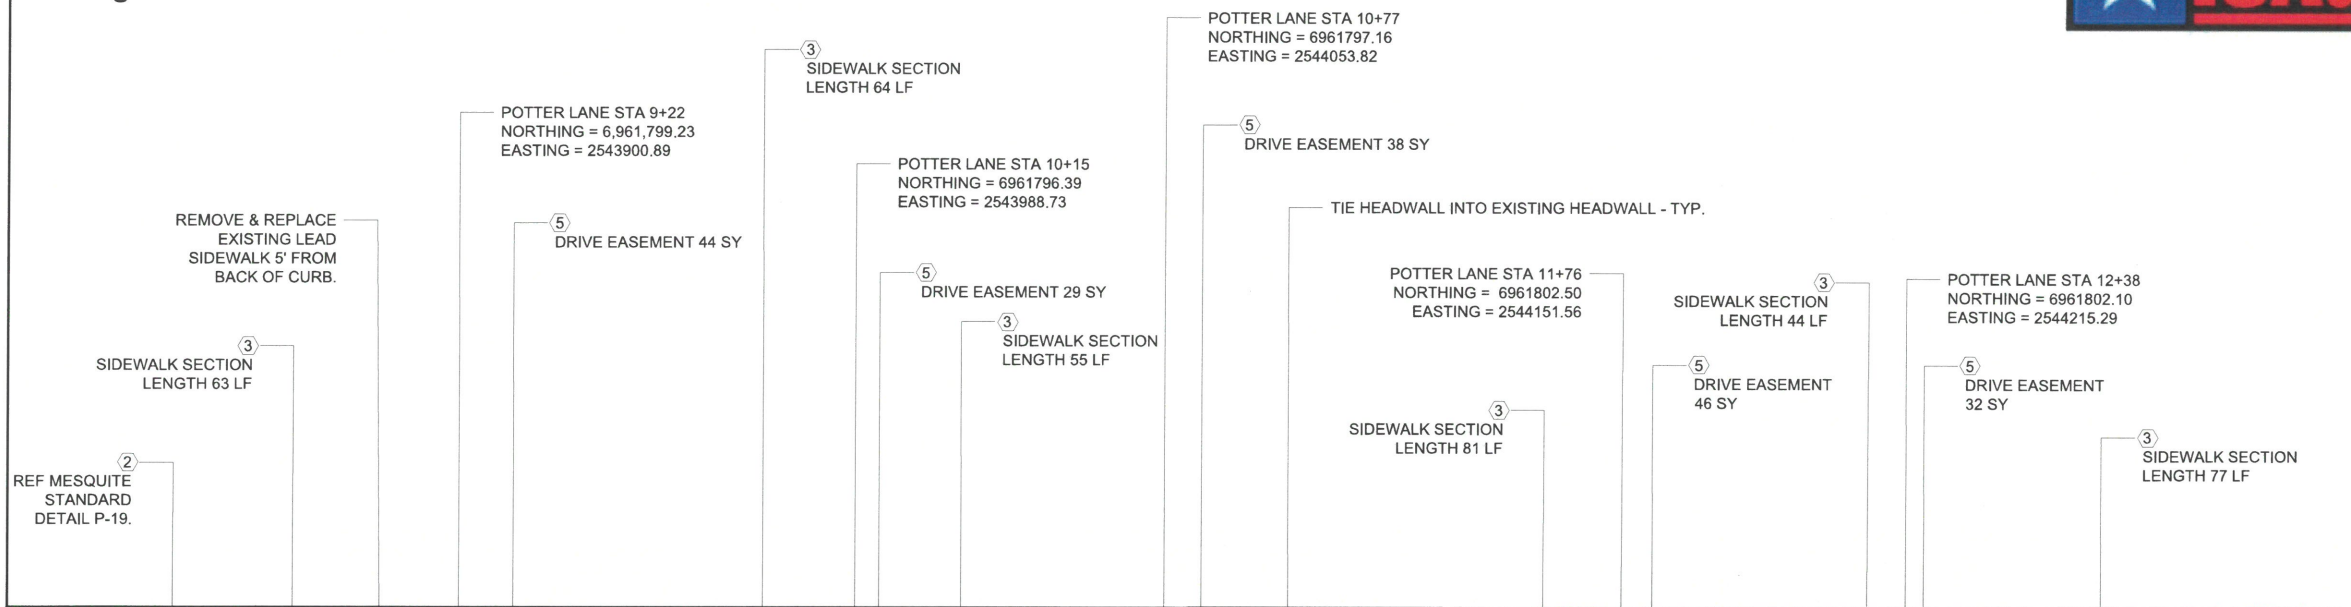 POTTER LANE STA 10+77
NORTHING = 6961797.16
EASTING = 2544053.82
3
SIDEWALK SECTION
LENGTH 64 LF
POTTER LANE STA 9+22
NORTHING = 6,961,799.23
EASTING = 2543900.89
5
DRIVE EASEMENT 38 SY
POTTER LANE STA 10+15
NORTHING = 6961796.39
EASTING = 2543988.73
REMOVE & REPLACE
EXISTING LEAD
SIDEWALK 5' FROM
BACK OF CURB.
5
DRIVE EASEMENT 44 SY
TIE HEADWALL INTO EXISTING HEADWALL - TYP.
5
DRIVE EASEMENT 29 SY
POTTER LANE STA 11+76
NORTHING = 6961802.50
EASTING = 2544151.56
3
SIDEWALK SECTION
LENGTH 44 LF
POTTER LANE STA 12+38
NORTHING = 6961802.10
EASTING = 2544215.29
3
SIDEWALK SECTION
LENGTH 55 LF
3
SIDEWALK SECTION
LENGTH 63 LF
5
DRIVE EASEMENT
46 SY
5
DRIVE EASEMENT
32 SY
3
SIDEWALK SECTION
LENGTH 81 LF
3
SIDEWALK SECTION
LENGTH 77 LF
2
REF MESQUITE
STANDARD
DETAIL P-19.